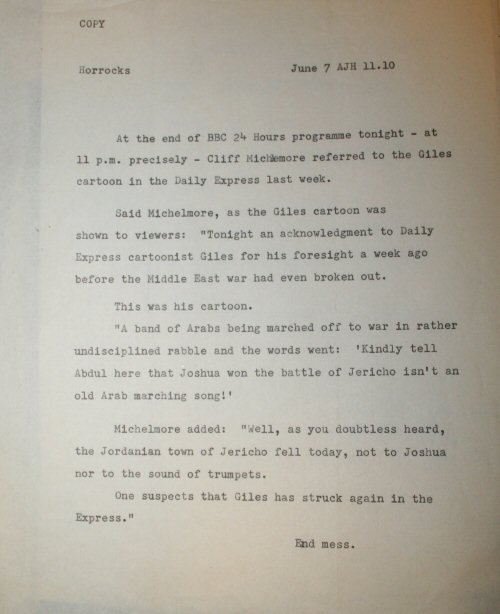 COPY
Horrocks June 7 AJH 11.10
At the end of BBC 24 Hours programme tonight - at
11 p.m. precisely - Cliff Michlemore referred to the Giles
cartoon in the Daily Express last week.
Said Michelmore, as the Giles cartoon was
shown to viewers: "Tonight an acknowledgment to Daily
Express cartoonist Giles for his foresight a week ago
before the Middle East war had even broken out.
This was his cartoon.
"A band of Arabs being marched off to war in rather
undisciplined rabble and the words went: 'Kindly tell
Abdul here that Joshua won the battle of Jericho isn't an
old Arab marching song!'
Michelmore added: "Well, as you doubtless heard,
the Jordanian town of Jericho fell today, not to Joshua
nor to the sound of trumpets.
One suspects that Giles has struck again in the
Express."
End mess.